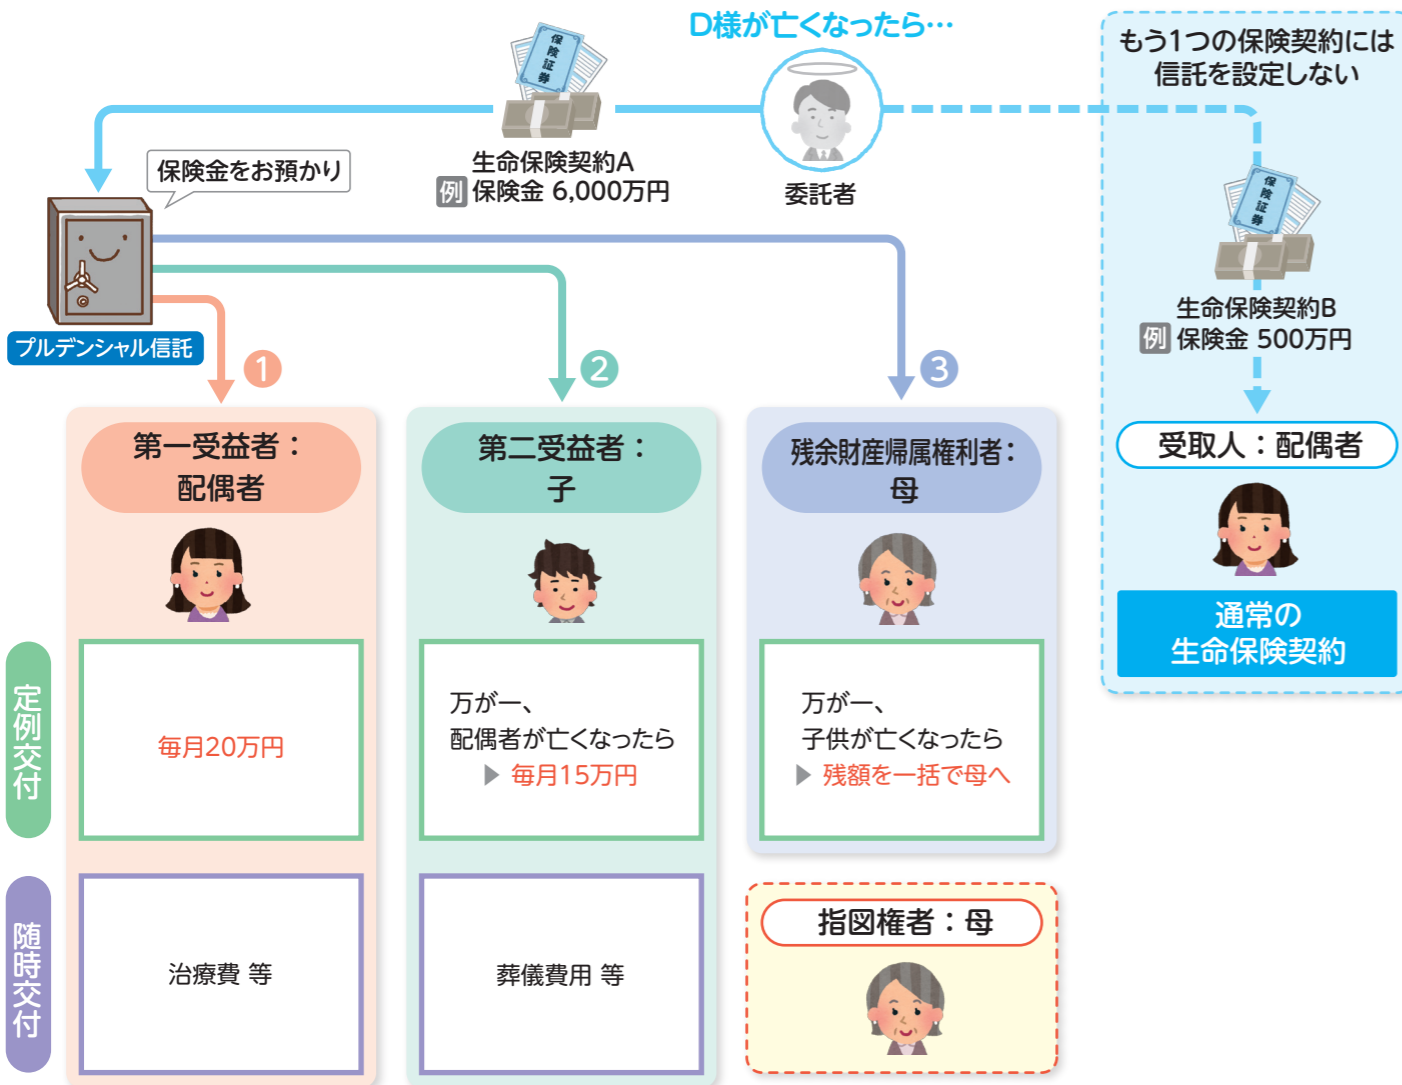 D様が亡くなったら…
保険証券
生命保険契約A
例 保険金 6,000万円
委託者
保険金をお預かり
プルデンシャル信託
もう1つの保険契約には
信託を設定しない
保険証券
生命保険契約B
例 保険金 500万円
受取人：配偶者
通常の
生命保険契約
1
第一受益者：
配偶者
2
第二受益者：
子
3
残余財産帰属権利者：
母
定例交付
毎月20万円
万が一、
配偶者が亡くなったら
▶ 毎月15万円
万が一、
子供が亡くなったら
▶ 残額を一括で母へ
随時交付
治療費 等
葬儀費用 等
指図権者：母